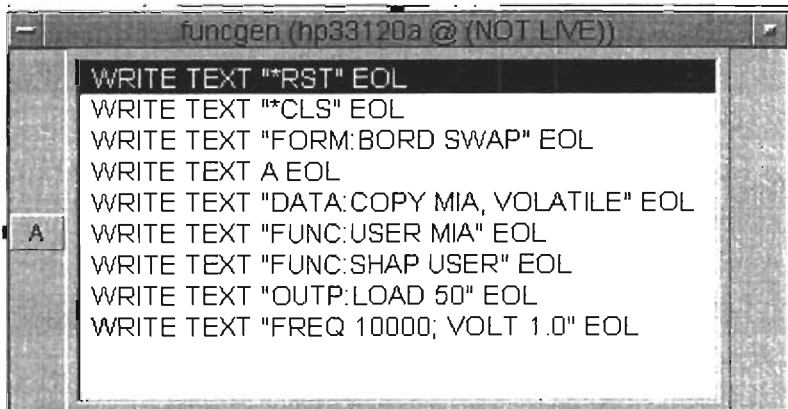 funcgen (hp33120a @ (NOT LIVE))
WRITE TEXT "*RST" EOL
WRITE TEXT "*CLS" EOL
WRITE TEXT "FORM:BORD SWAP" EOL
WRITE TEXT A EOL
WRITE TEXT "DATA:COPY MIA, VOLATILE" EOL
A
WRITE TEXT "FUNC:USER MIA" EOL
WRITE TEXT "FUNC:SHAP USER" EOL
WRITE TEXT "OUTP:LOAD 50" EOL
WRITE TEXT "FREQ 10000; VOLT 1.0" EOL